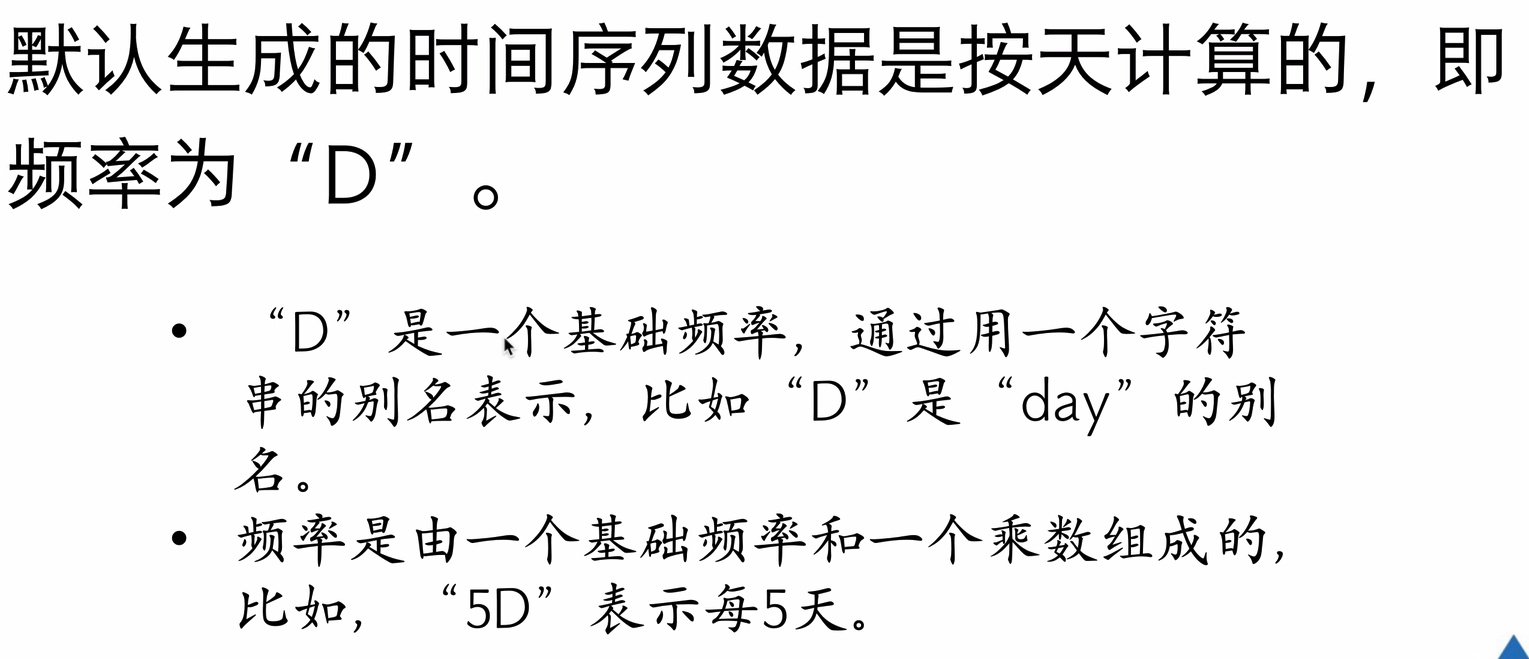 默认生成的时间序列数据是按天计算的，即
频率为“D”。
• “D”是一个基础频率，通过用一个字符
串的别名表示，比如“D”是“day”的别
名。
• 频率是由一个基础频率和一个乘数组成的，
比如，“5D”表示每5天。